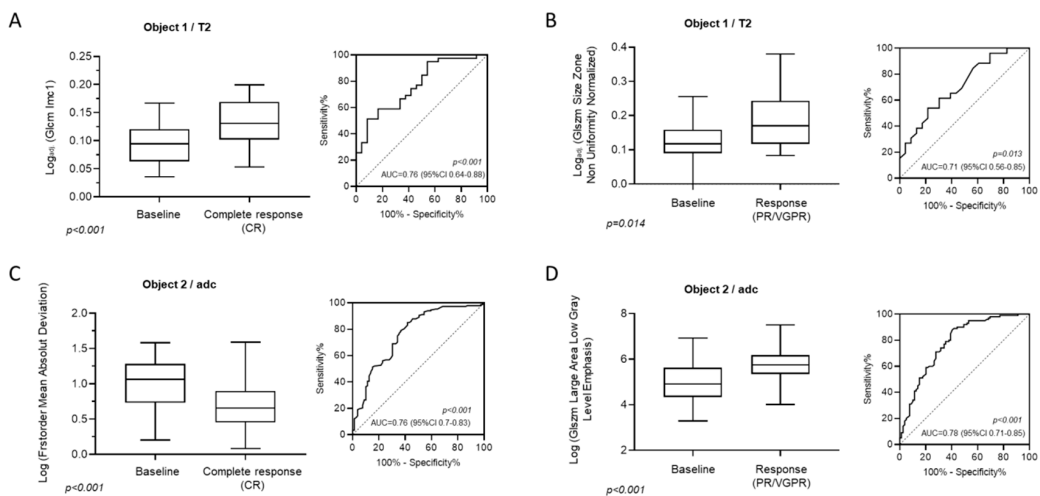 A
Object 1 / T2
Log adj (Glcm Imc1)
0.25
0.20
0.15
0.10
0.05
0.00
Baseline
Complete response
(CR)
p<0.001
Sensitivity%
100
80
60
40
20
0
p<0.001
AUC=0.76 (95%CI 0.64-0.88)
0 20 40 60 80 100
100% - Specificity%
B
Object 1 / T2
Log adj (Glszm Size Zone
Non Uniformity Normalized)
0.4
0.3
0.2
0.1
0.0
Baseline
Response
(PR/VGPR)
p=0.014
Sensitivity%
100
80
60
40
20
0
p=0.013
AUC=0.71 (95%CI 0.56-0.85)
0 20 40 60 80 100
100% - Specificity%
C
Object 2 / adc
Log (Frstorder Mean Absolut Deviation)
2.0
1.5
1.0
0.5
0.0
Baseline
Complete response
(CR)
p<0.001
Sensitivity%
100
80
60
40
20
0
p<0.001
AUC=0.76 (95%CI 0.7-0.83)
0 20 40 60 80 100
100% - Specificity%
D
Object 2 / adc
Log (Glszm Large Area Low Gray
Level Emphasis)
8
6
4
2
Baseline
Response
(PR/VGPR)
p<0.001
Sensitivity%
100
80
60
40
20
0
p<0.001
AUC=0.78 (95%CI 0.71-0.85)
0 20 40 60 80 100
100% - Specificity%